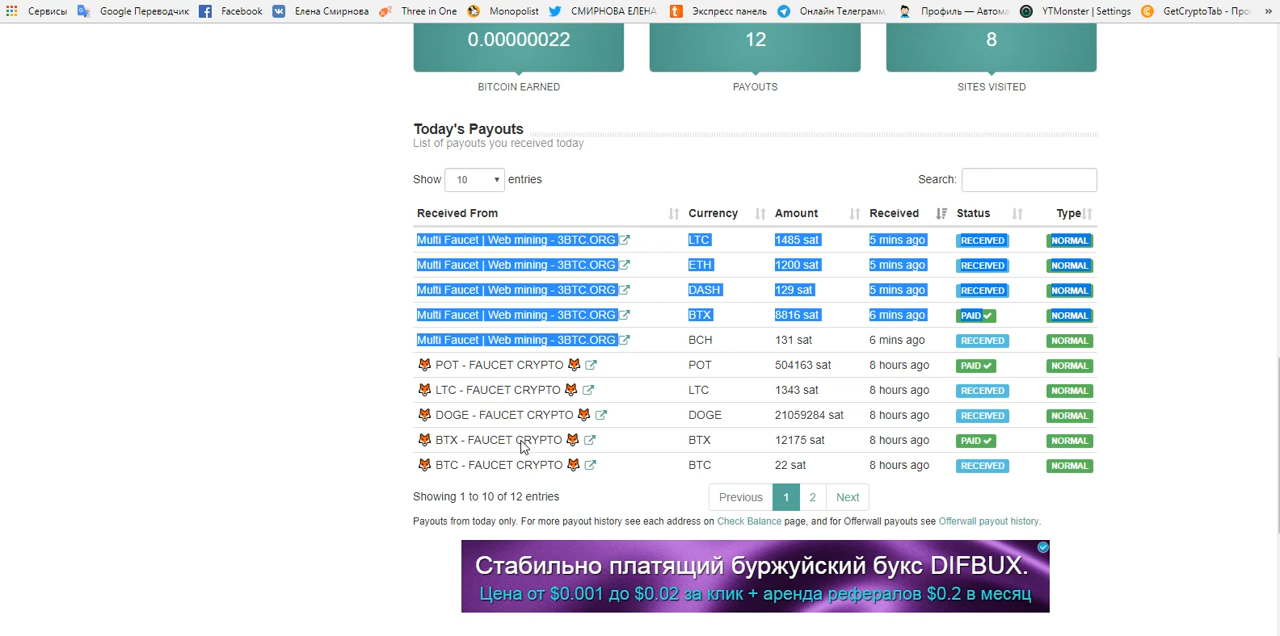 Сервисы Google Переводчик Facebook Елена Смирнова Three in One Monopolist СМИРНОВА ЕЛЕНА Экспресс панель Онлайн Телеграмм Профиль — Автома YTMonster | Settings GetCryptoTab - Про »
0.00000022 12 8
BITCOIN EARNED PAYOUTS SITES VISITED
Today's Payouts
List of payouts you received today
Show 10 entries Search:
Received From Currency Amount Received Status Type
Multi Faucet | Web mining - 3BTC.ORG LTC 1485 sat 5 mins ago RECEIVED NORMAL
Multi Faucet | Web mining - 3BTC.ORG ETH 1200 sat 5 mins ago RECEIVED NORMAL
Multi Faucet | Web mining - 3BTC.ORG DASH 129 sat 5 mins ago RECEIVED NORMAL
Multi Faucet | Web mining - 3BTC.ORG BTX 8816 sat 6 mins ago PAID NORMAL
Multi Faucet | Web mining - 3BTC.ORG BCH 131 sat 6 mins ago RECEIVED NORMAL
POT - FAUCET CRYPTO POT 504163 sat 8 hours ago PAID NORMAL
LTC - FAUCET CRYPTO LTC 1343 sat 8 hours ago RECEIVED NORMAL
DOGE - FAUCET CRYPTO DOGE 21059284 sat 8 hours ago RECEIVED NORMAL
BTX - FAUCET CRYPTO BTX 12175 sat 8 hours ago PAID NORMAL
BTC - FAUCET CRYPTO BTC 22 sat 8 hours ago RECEIVED NORMAL
Showing 1 to 10 of 12 entries Previous 1 2 Next
Payouts from today only. For more payout history see each address on Check Balance page, and for Offerwall payouts see Offerwall payout history.
Стабильно платящий буржуйский букс DIFBUX.
Цена от $0.001 до $0.02 за клик + аренда рефералов $0.2 в месяц